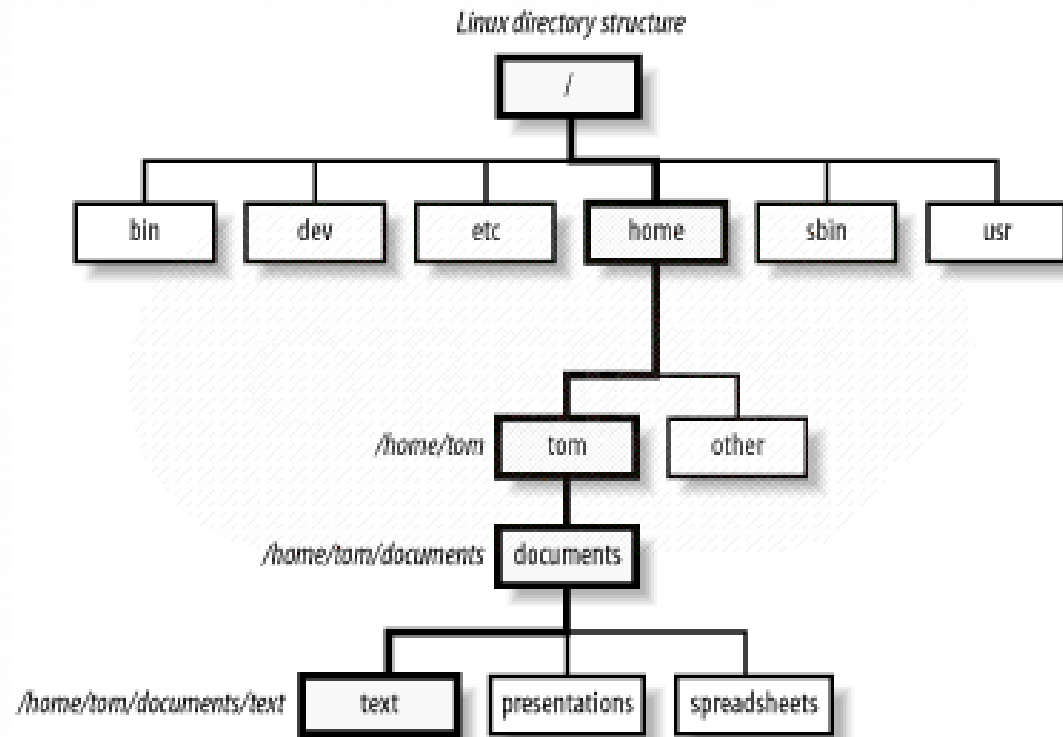 Linux directory structure
/
bin dev etc home sbin usr
/home/tom tom other
/home/tom/documents documents
/home/tom/documents/text text presentations spreadsheets